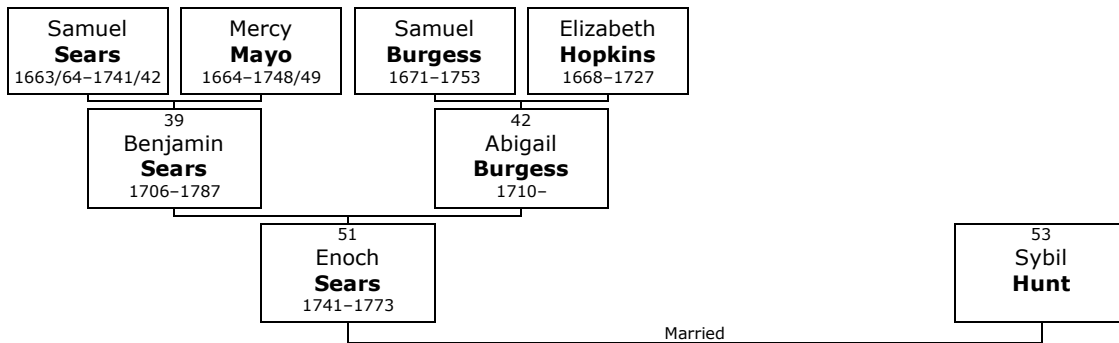 Samuel
Sears
1663/64–1741/42
Mercy
Mayo
1664–1748/49
Samuel
Burgess
1671–1753
Elizabeth
Hopkins
1668–1727
39
Benjamin
Sears
1706–1787
42
Abigail
Burgess
1710–
51
Enoch
Sears
1741–1773
53
Sybil
Hunt
Married